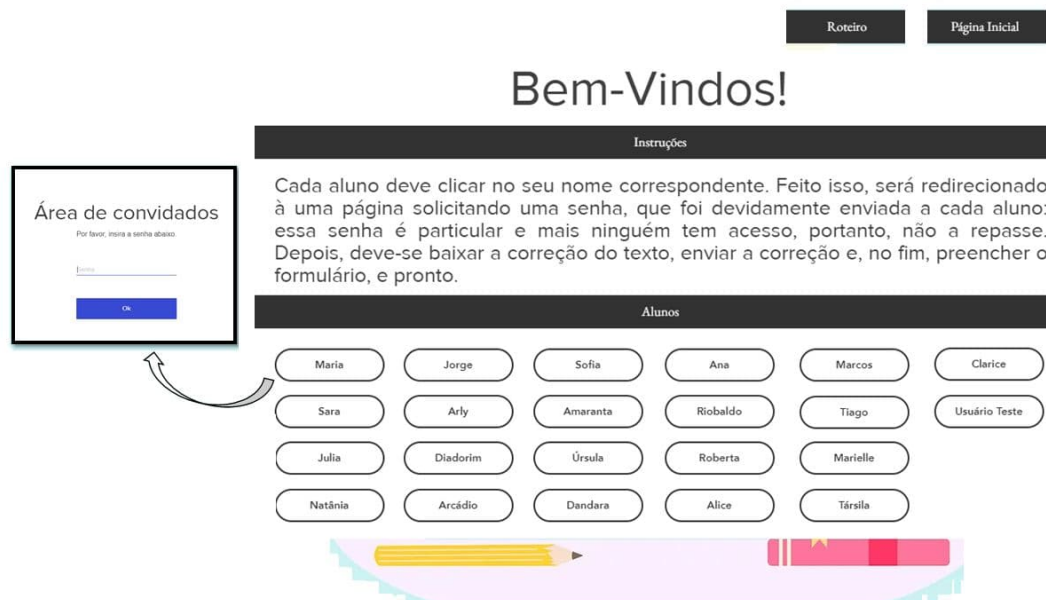 Roteiro
Página Inicial
Bem-Vindos!
Instruções
Cada aluno deve clicar no seu nome correspondente. Feito isso, será redirecionado
à uma página solicitando uma senha, que foi devidamente enviada a cada aluno:
essa senha é particular e mais ninguém tem acesso, portanto, não a repasse.
Depois, deve-se baixar a correção do texto, enviar a correção e, no fim, preencher o
formulário, e pronto.
Área de convidados
Por favor, insira a senha abaixo.
Senha
Ok
Alunos
Maria Jorge Sofia Ana Marcos Clarice
Sara Arly Amaranta Riobaldo Tiago Usuário Teste
Julia Diadorim Úrsula Roberta Marielle
Natânia Arcádio Dandara Alice Társila